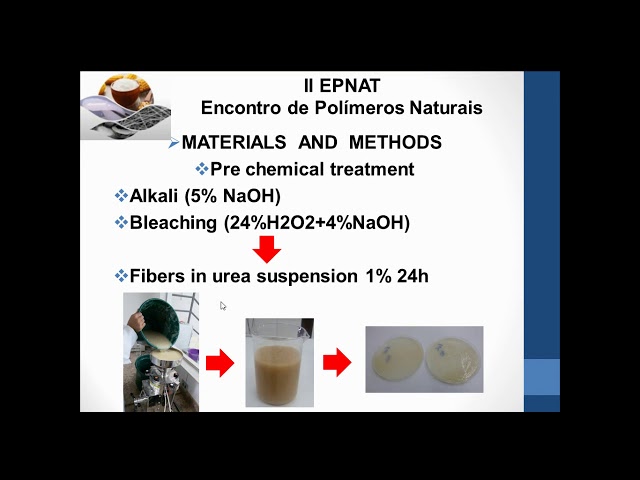 II EPNAT
Encontro de Polímeros Naturais
MATERIALS AND METHODS
Pre chemical treatment
Alkali (5% NaOH)
Bleaching (24%H2O2+4%NaOH)
Fibers in urea suspension 1% 24h